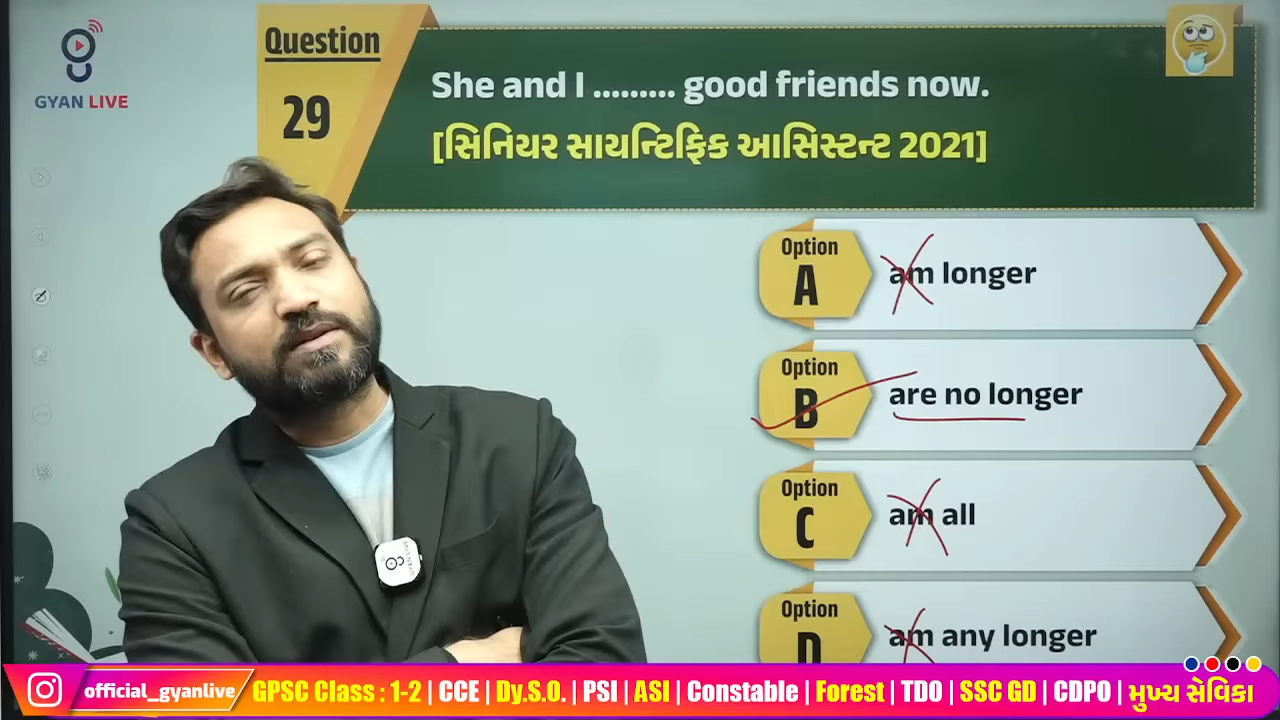 GYAN LIVE
Question
29
She and I ......... good friends now.
[સિનિયર સાયન્ટિફિક આસિસ્ટન્ટ 2021]
Option
A
am longer
Option
B
are no longer
Option
C
am all
Option
D
am any longer
official_gyanlive
GPSC Class : 1-2 | CCE | Dy.S.O. | PSI | ASI | Constable | Forest | TDO | SSC GD | CDPO | મુખ્ય સેવિકા